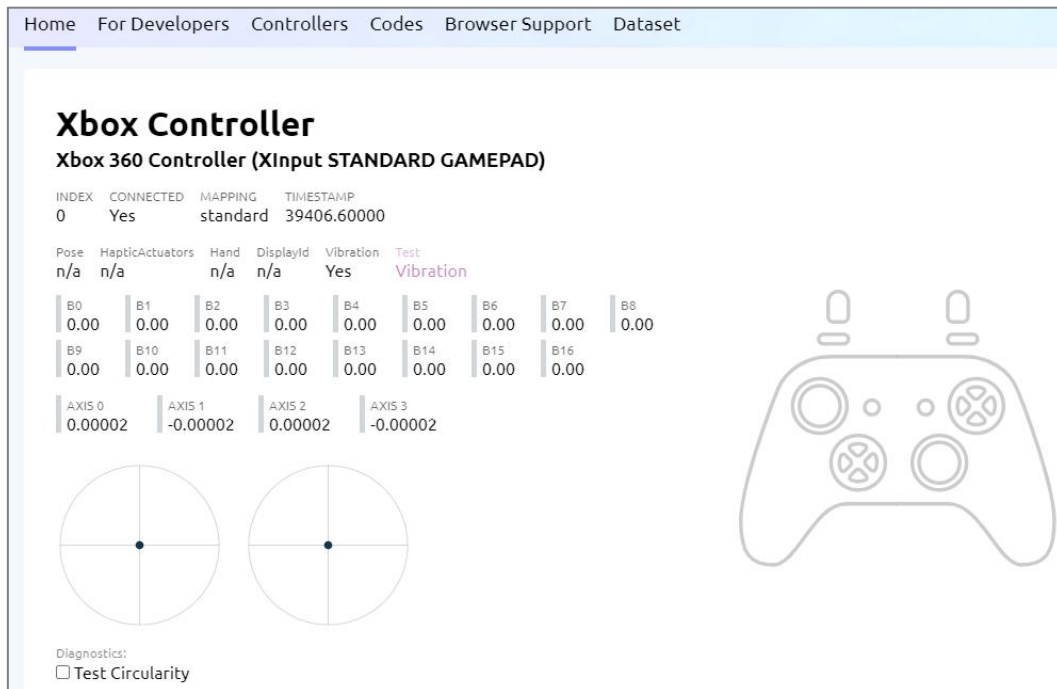 Home For Developers Controllers Codes Browser Support Dataset
Xbox Controller
Xbox 360 Controller (XInput STANDARD GAMEPAD)
INDEX CONNECTED MAPPING TIMESTAMP
0 Yes standard 39406.60000
Pose HapticActuators Hand DisplayId Vibration Test
n/a n/a n/a n/a Yes Vibration
B0 B1 B2 B3 B4 B5 B6 B7 B8
0.00 0.00 0.00 0.00 0.00 0.00 0.00 0.00 0.00
B9 B10 B11 B12 B13 B14 B15 B16
0.00 0.00 0.00 0.00 0.00 0.00 0.00 0.00
AXIS 0 AXIS 1 AXIS 2 AXIS 3
0.00002 -0.00002 0.00002 -0.00002
Diagnostics:
Test Circularity